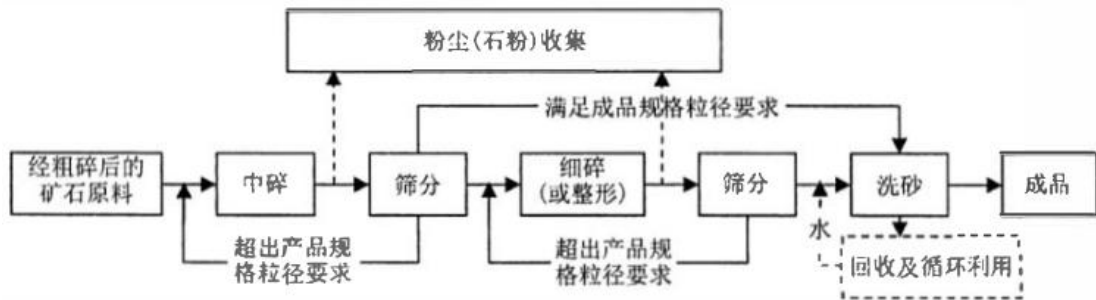 粉尘(石粉)收集
满足成品规格粒径要求
经粗碎后的
矿石原料
中碎
筛分
细碎
(或整形)
筛分
洗砂
成品
超出产品规
格粒径要求
超出产品规
格粒径要求
水
回收及循环利用